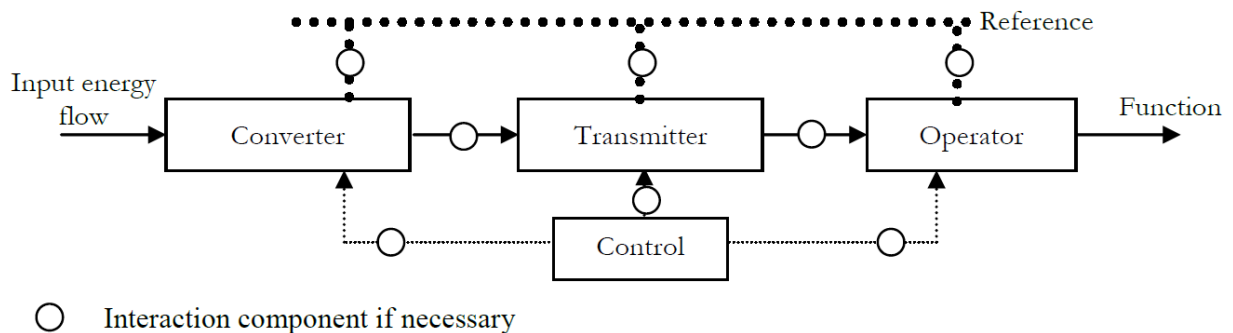 Reference
Input energy
flow
Function
Converter
Transmitter
Operator
Control
Interaction component if necessary